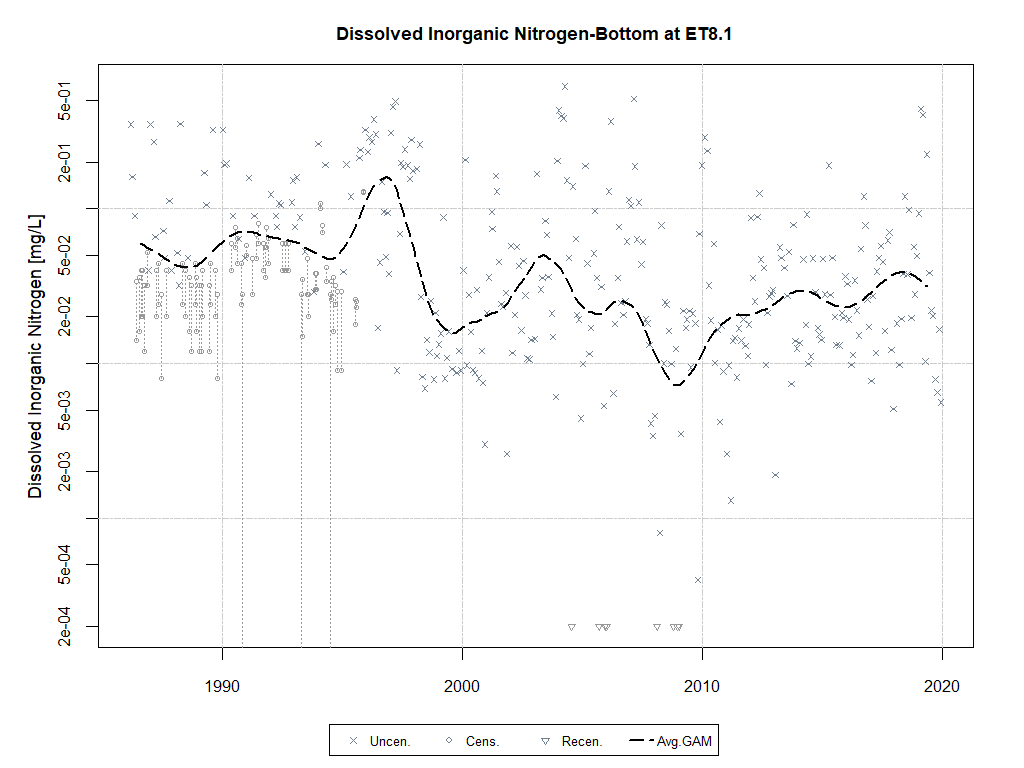 Dissolved Inorganic Nitrogen-Bottom at ET8.1
Dissolved Inorganic Nitrogen [mg/L]
5e-01
2e-01
5e-02
2e-02
5e-03
2e-03
5e-04
2e-04
1990 2000 2010 2020
Uncen. Cens. Recen. Avg.GAM